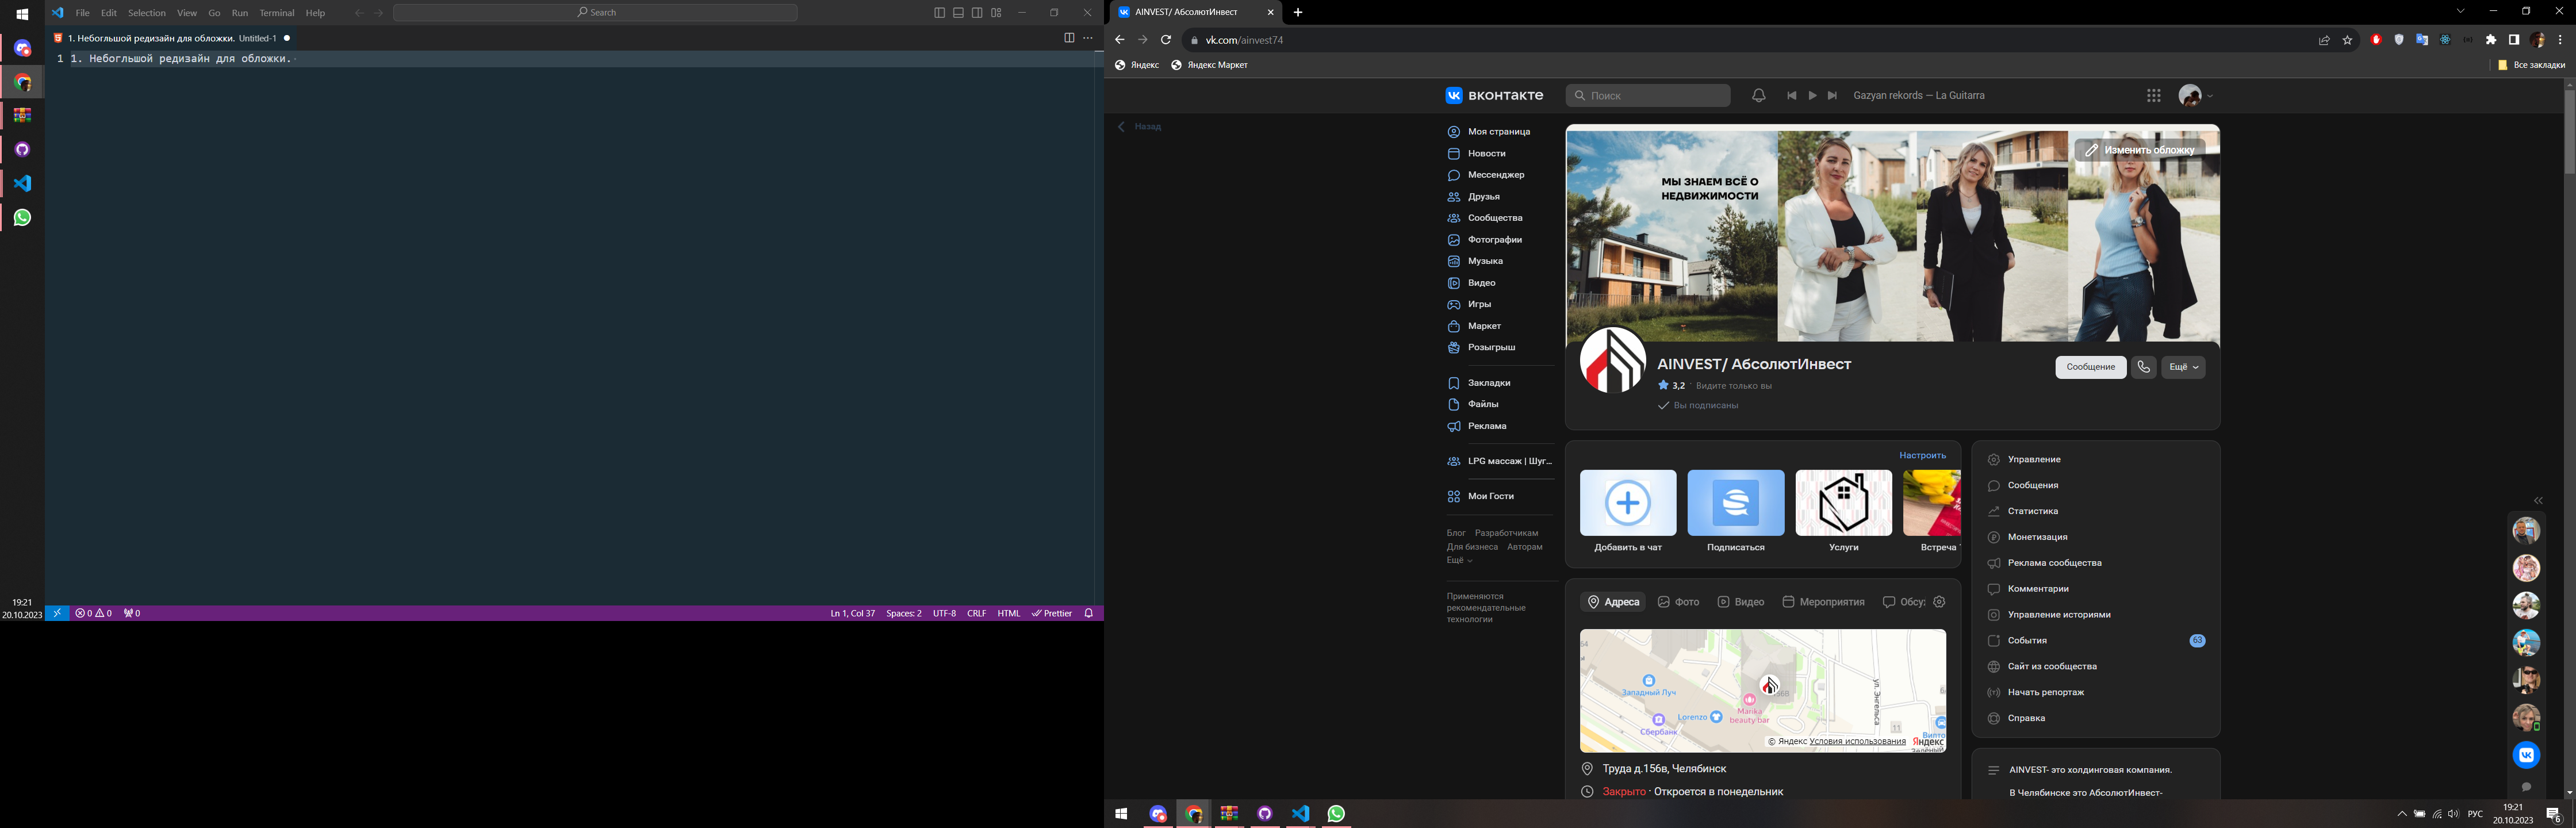 File Edit Selection View Go Run Terminal Help
Search
1. Небогльшой редизайн для обложки. Untitled-1
1 1. Небогльшой редизайн для обложки.
19:21
20.10.2023
0 0 0
Ln 1, Col 37 Spaces: 2 UTF-8 CRLF HTML Prettier
AINVEST/ АбсолютИнвест
vk.com/ainvest74
Яндекс Яндекс Маркет
Все закладки
вконтакте
Поиск
Gazyan rekords — La Guitarra
Назад
Моя страница
Новости
Мессенджер
Друзья
Сообщества
Фотографии
Музыка
Видео
Игры
Маркет
Розыгрыш
Закладки
Файлы
Реклама
LPG массаж | Шуг...
Мои Гости
Блог Разработчикам
Для бизнеса Авторам
Ещё
Применяются
рекомендательные
технологии
Изменить обложку
МЫ ЗНАЕМ ВСЁ О
НЕДВИЖИМОСТИ
AINVEST/ АбсолютИнвест
3,2 · Видите только вы
Вы подписаны
Сообщение
Ещё
Настроить
Добавить в чат
Подписаться
Услуги
Встреча
Адреса Фото Видео Мероприятия Обсу
64
Западный Луч
Lorenzo
Marika
beauty bar
Сбербанк
ул. Энгельса
11
© Яндекс Условия использования Яндекс
Труда д.156в, Челябинск
Закрыто · Откроется в понедельник
Управление
Сообщения
Статистика
Монетизация
Реклама сообщества
Комментарии
Управление историями
События 63
Сайт из сообщества
Начать репортаж
Справка
AINVEST- это холдинговая компания.
В Челябинске это АбсолютИнвест-
РУС
19:21
20.10.2023
6